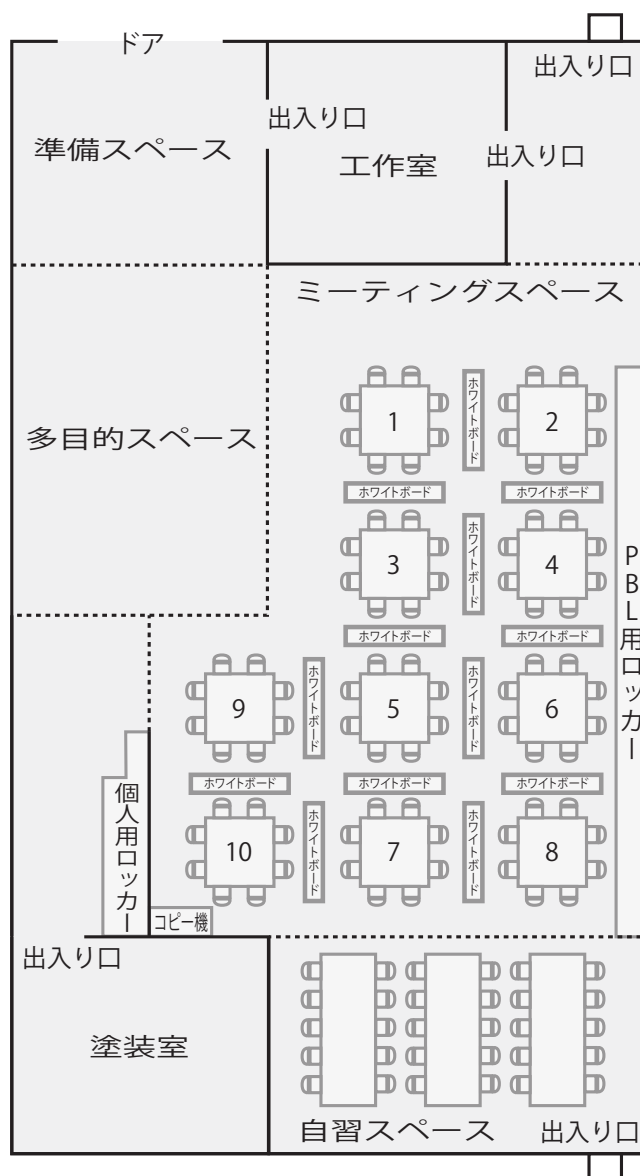 ドア
出入り口
準備スペース
出入り口
工作室
出入り口
ミーティングスペース
多目的スペース
1
ホワイトボード
2
ホワイトボード
ホワイトボード
3
ホワイトボード
4
PBL用ロッカー
ホワイトボード
ホワイトボード
9
ホワイトボード
5
ホワイトボード
6
ホワイトボード
ホワイトボード
ホワイトボード
個人用ロッカー
10
ホワイトボード
7
ホワイトボード
8
コピー機
出入り口
塗装室
自習スペース
出入り口